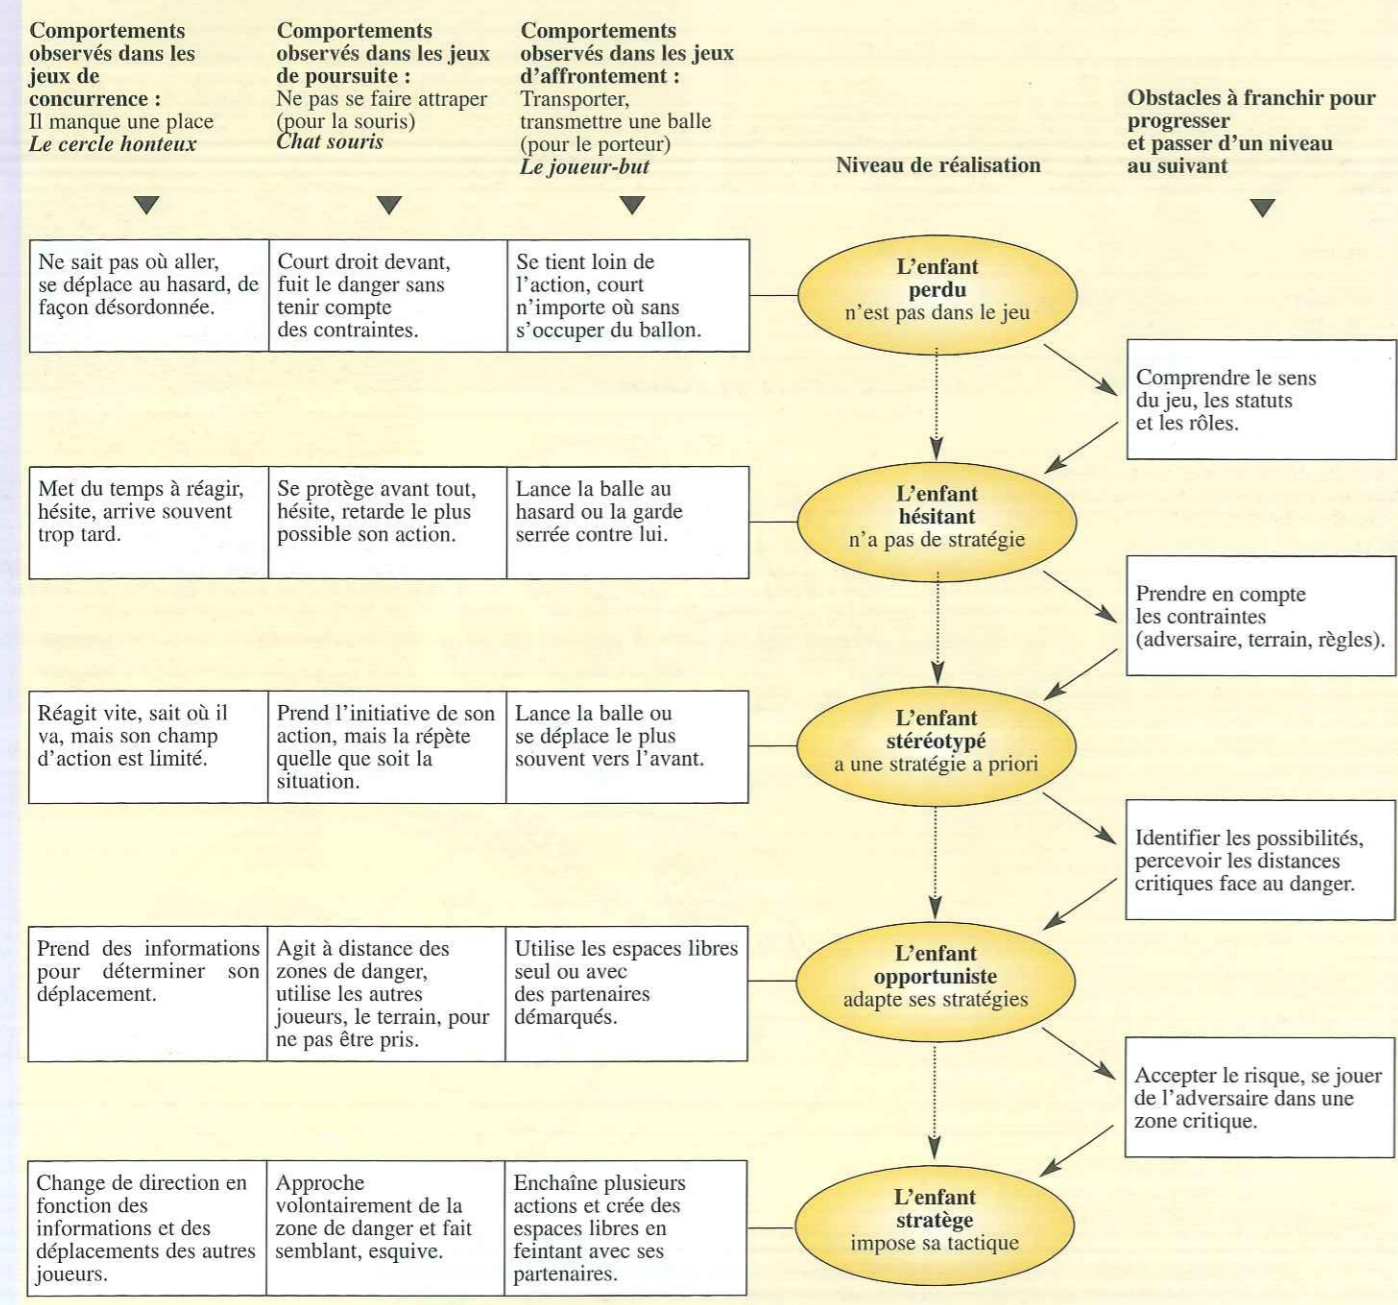 Comportements
observés dans les
jeux de
concurrence :
Il manque une place
Le cercle honteux
Comportements
observés dans les jeux
de poursuite :
Ne pas se faire attraper
(pour la souris)
Chat souris
Comportements
observés dans les jeux
d'affrontement :
Transporter,
transmettre une balle
(pour le porteur)
Le joueur-but
Niveau de réalisation
Obstacles à franchir pour
progresser
et passer d'un niveau
au suivant
Ne sait pas où aller,
se déplace au hasard, de
façon désordonnée.
Court droit devant,
fuit le danger sans
tenir compte
des contraintes.
Se tient loin de
l'action, court
n'importe où sans
s'occuper du ballon.
L'enfant
perdu
n'est pas dans le jeu
Comprendre le sens
du jeu, les statuts
et les rôles.
Met du temps à réagir,
hésite, arrive souvent
trop tard.
Se protège avant tout,
hésite, retarde le plus
possible son action.
Lance la balle au
hasard ou la garde
serrée contre lui.
L'enfant
hésitant
n'a pas de stratégie
Prendre en compte
les contraintes
(adversaire, terrain, règles).
Réagit vite, sait où il
va, mais son champ
d'action est limité.
Prend l'initiative de son
action, mais la répète
quelle que soit la
situation.
Lance la balle ou
se déplace le plus
souvent vers l'avant.
L'enfant
stéréotypé
a une stratégie a priori
Identifier les possibilités,
percevoir les distances
critiques face au danger.
Prend des informations
pour déterminer son
déplacement.
Agit à distance des
zones de danger,
utilise les autres
joueurs, le terrain, pour
ne pas être pris.
Utilise les espaces libres
seul ou avec
des partenaires
démarqués.
L'enfant
opportuniste
adapte ses stratégies
Accepter le risque, se jouer
de l'adversaire dans une
zone critique.
Change de direction en
fonction des
informations et des
déplacements des autres
joueurs.
Approche
volontairement de la
zone de danger et fait
semblant, esquive.
Enchaîne plusieurs
actions et crée des
espaces libres en
feintant avec ses
partenaires.
L'enfant
stratège
impose sa tactique